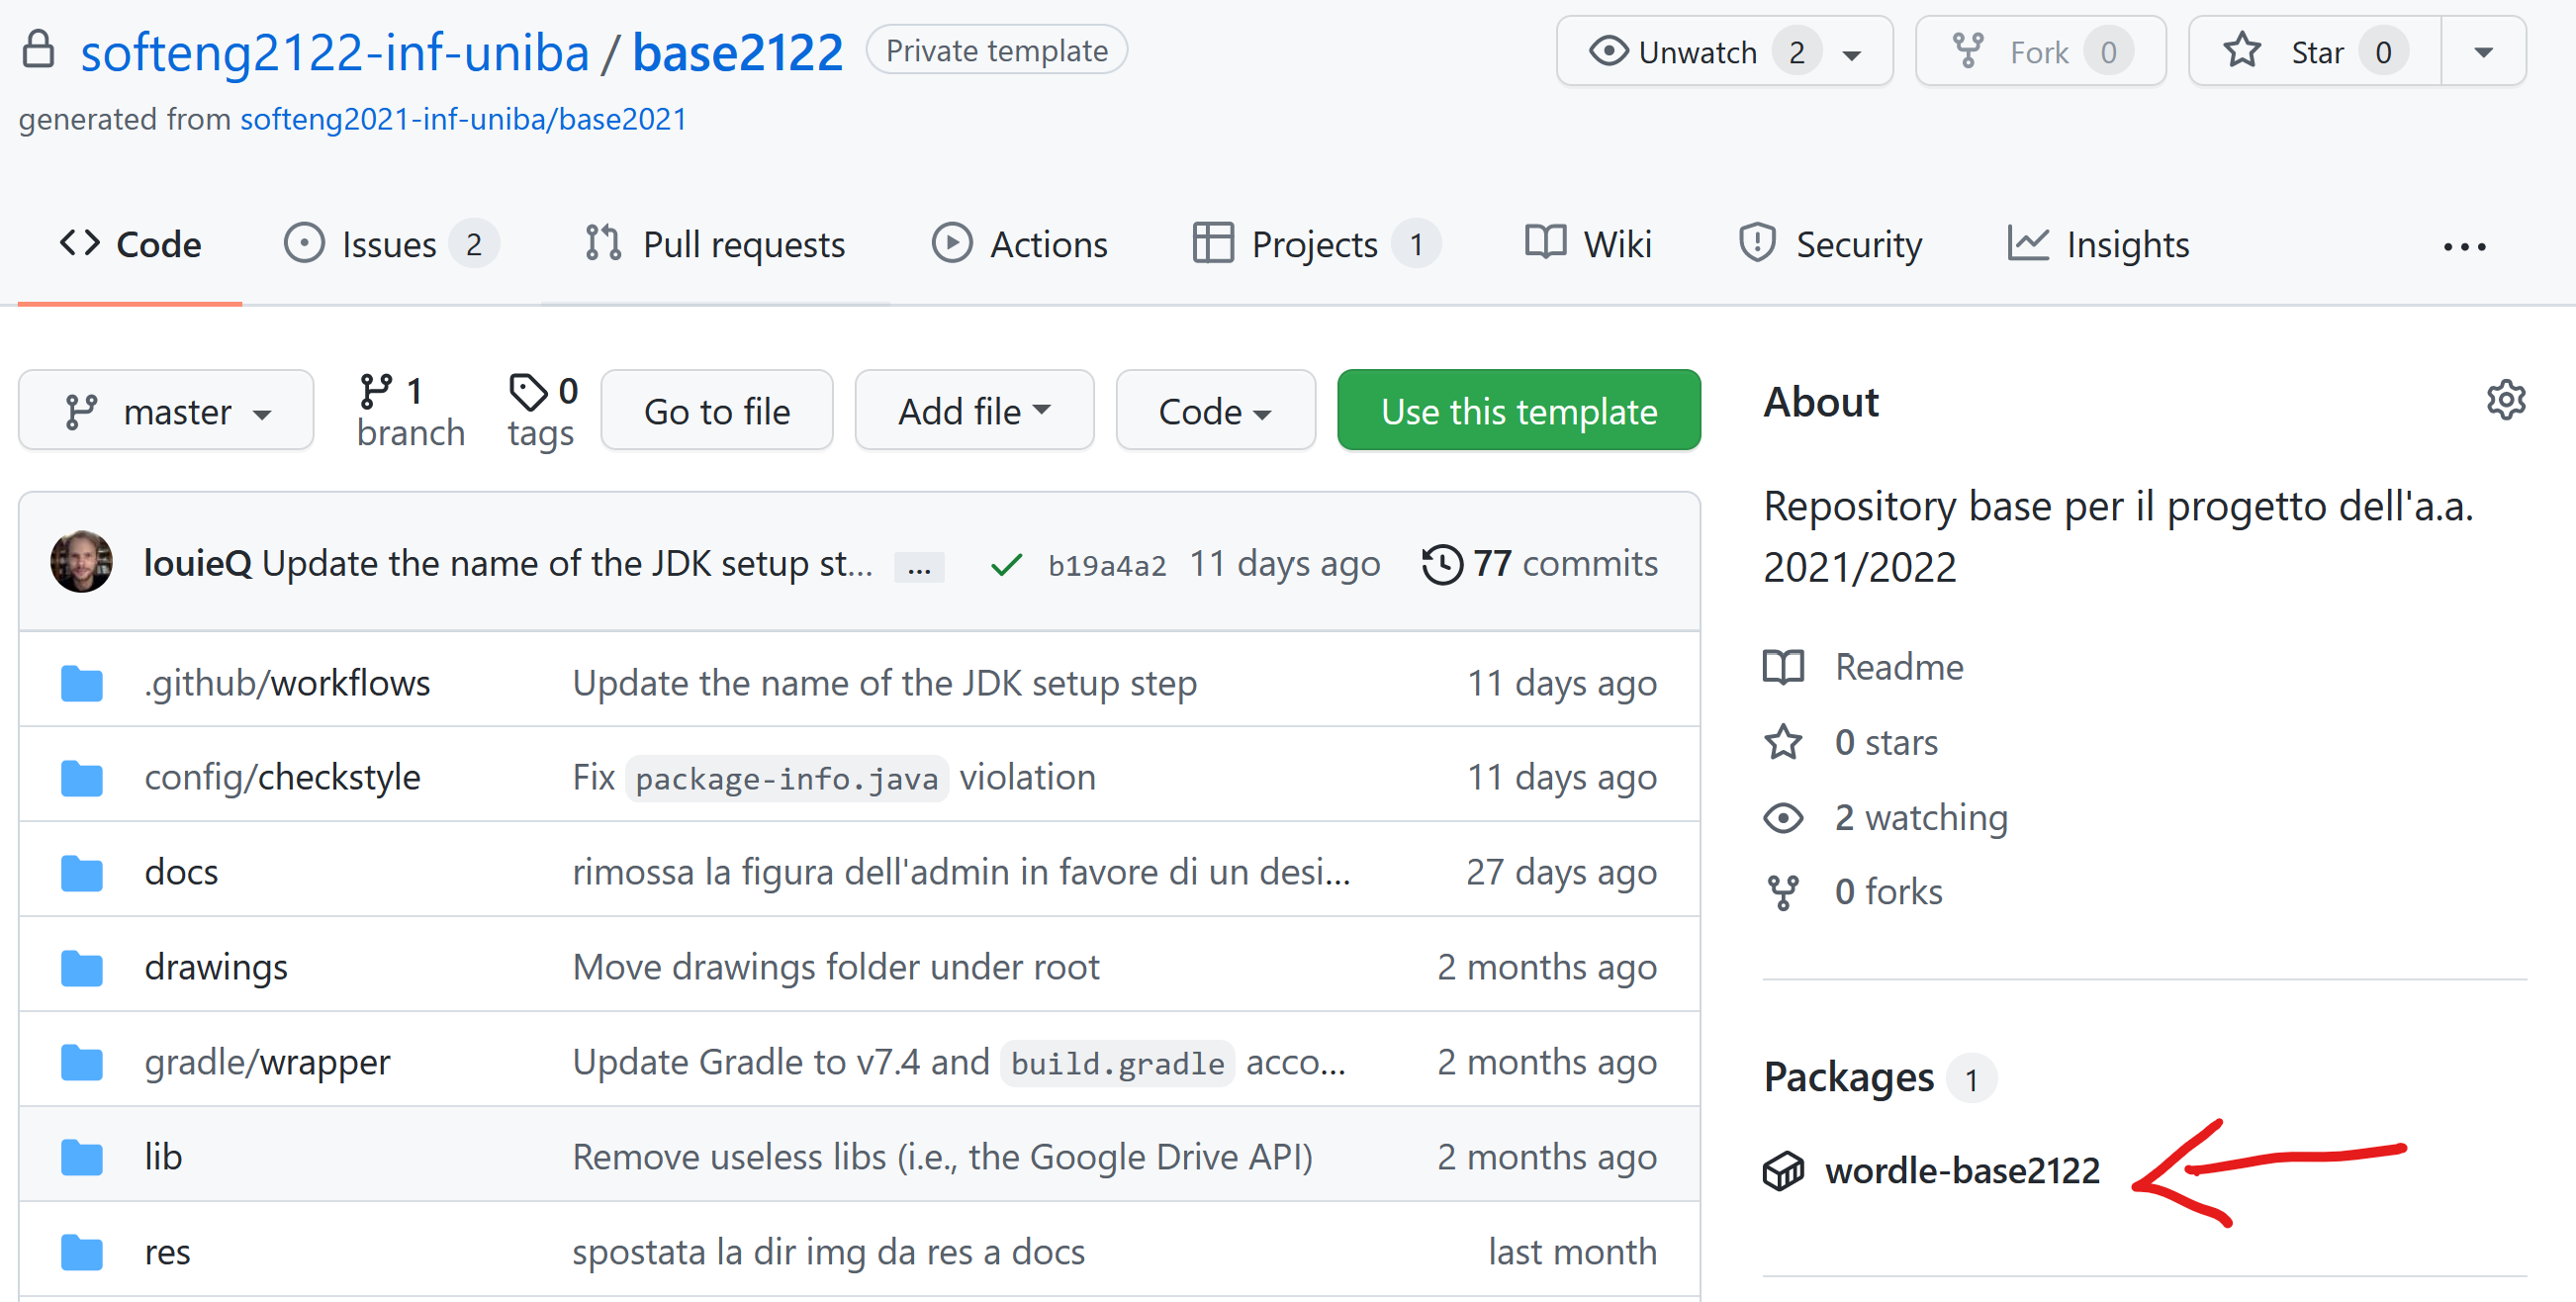 softeng2122-inf-uniba / base2122 Private template Unwatch 2 Fork 0 Star 0
generated from softeng2021-inf-uniba/base2021
Code Issues 2 Pull requests Actions Projects 1 Wiki Security Insights ...
master 1 branch 0 tags Go to file Add file Code Use this template
louieQ Update the name of the JDK setup st... ... b19a4a2 11 days ago 77 commits
.github/workflows Update the name of the JDK setup step 11 days ago
config/checkstyle Fix package-info.java violation 11 days ago
docs rimossa la figura dell'admin in favore di un desi... 27 days ago
drawings Move drawings folder under root 2 months ago
gradle/wrapper Update Gradle to v7.4 and build.gradle acco... 2 months ago
lib Remove useless libs (i.e., the Google Drive API) 2 months ago
res spostata la dir img da res a docs last month
About
Repository base per il progetto dell'a.a.
2021/2022
Readme
0 stars
2 watching
0 forks
Packages 1
wordle-base2122